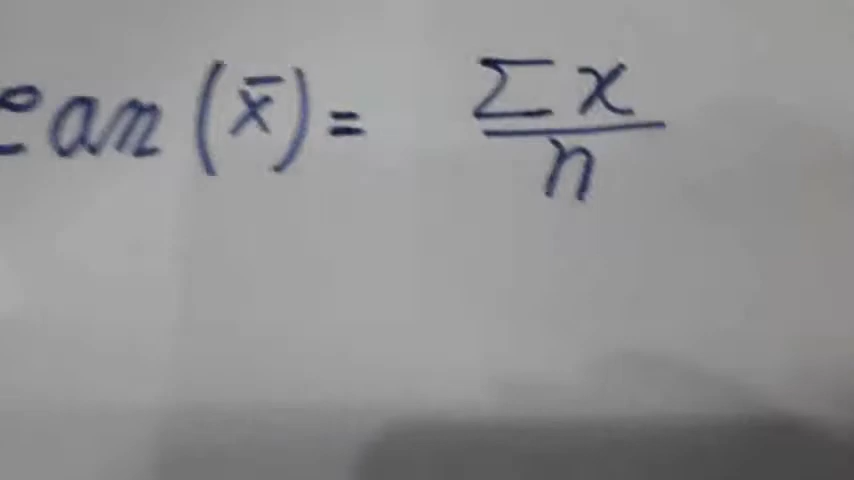 ean (x̄) = Σx / n